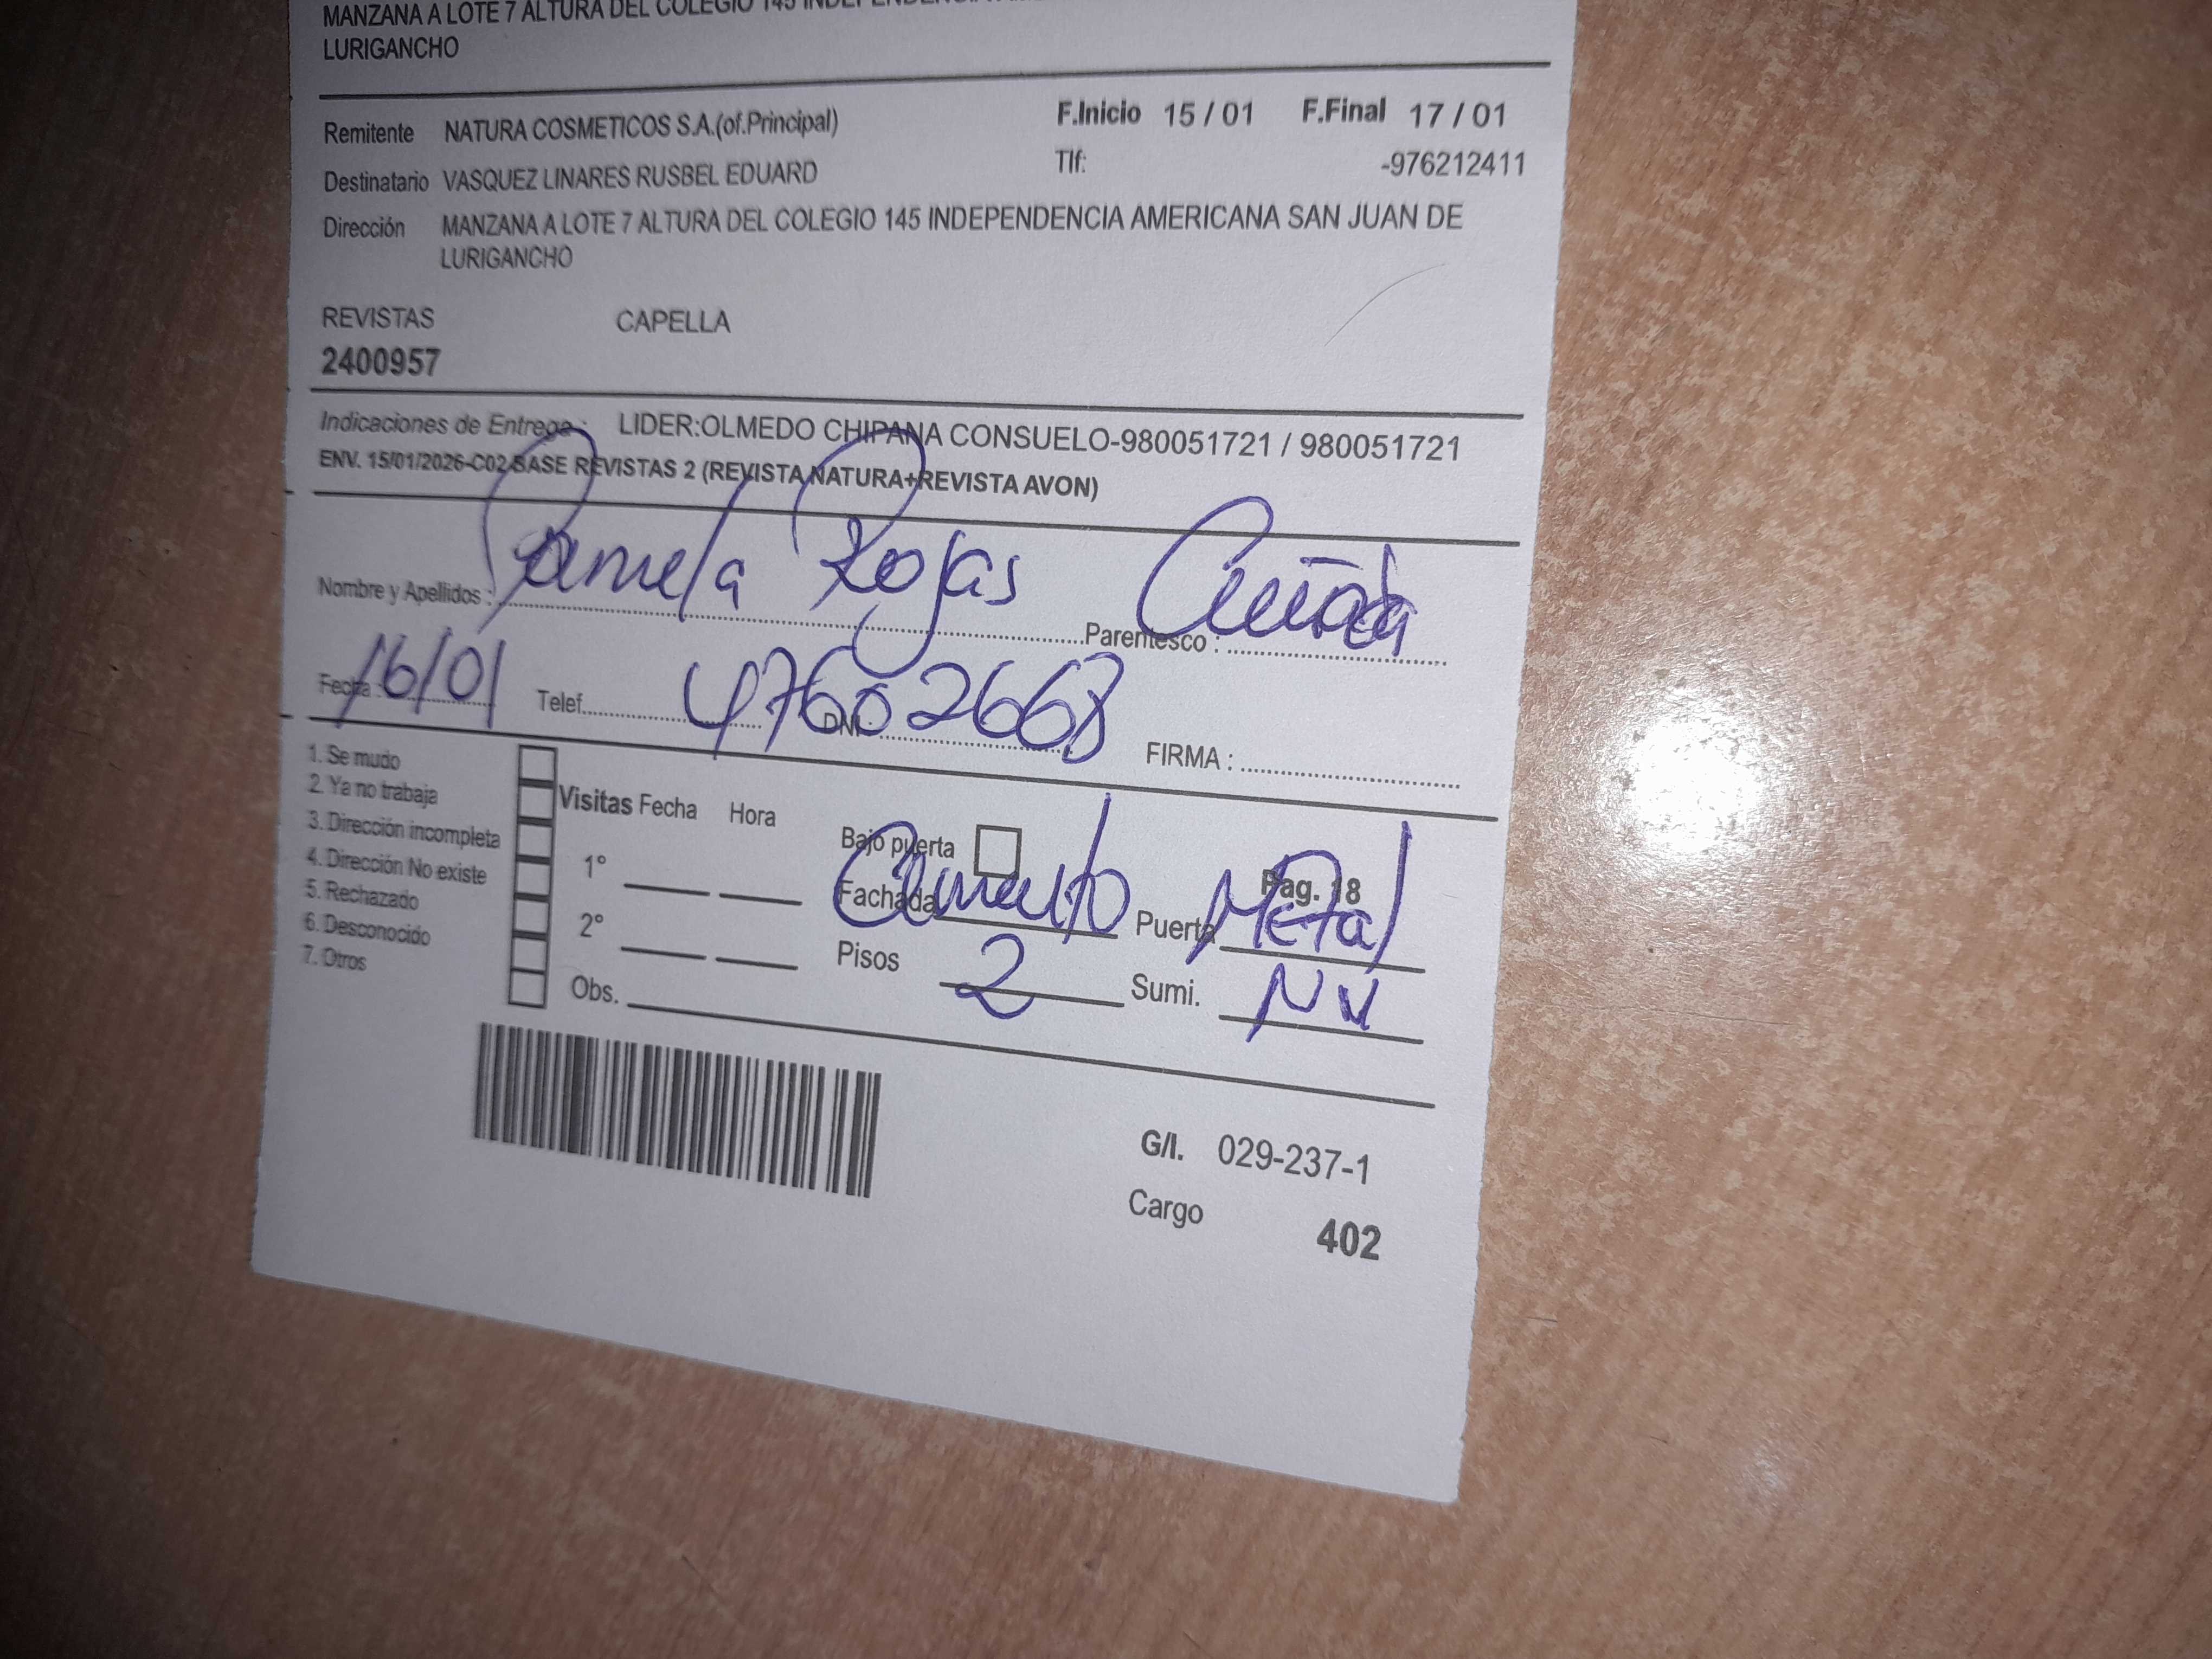 MANZANA A LOTE 7 ALTURA DEL COLEGIO 145
LURIGANCHO
Remitente NATURA COSMETICOS S.A.(of.Principal) F.Inicio 15 / 01 F.Final 17 / 01
Destinatario VASQUEZ LINARES RUSBEL EDUARD Tlf: -976212411
Dirección MANZANA A LOTE 7 ALTURA DEL COLEGIO 145 INDEPENDENCIA AMERICANA SAN JUAN DE
LURIGANCHO
REVISTAS CAPELLA
2400957
Indicaciones de Entrega : LIDER:OLMEDO CHIPANA CONSUELO-980051721 / 980051721
ENV. 15/01/2026-C02 BASE REVISTAS 2 (REVISTA NATURA+REVISTA AVON)
Nombre y Apellidos : Pamela Rojas Parentesco : Cuñada
Fecha : 16/01 Telef. DNI : 47602668 FIRMA :
1. Se mudo
2. Ya no trabaja
3. Dirección incompleta
4. Dirección No existe
5. Rechazado
6. Desconocido
7. Otros
Visitas Fecha Hora
1°
2°
Obs.
Bajo puerta Pag. 18
Fachada Cemento Puerta Metal
Pisos 2 Sumi. NV
G/I. 029-237-1
Cargo 402